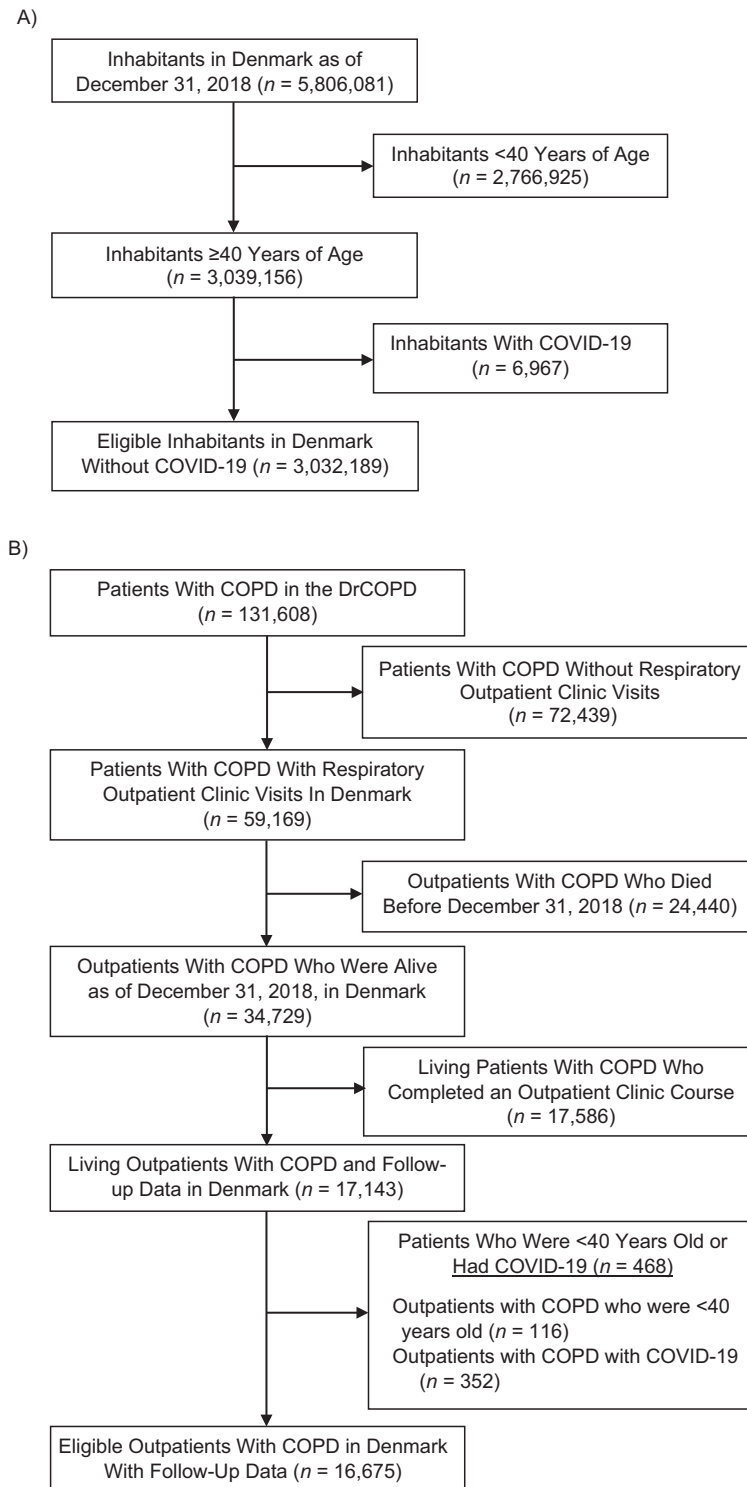 A)
Inhabitants in Denmark as of
December 31, 2018 (n = 5,806,081)
Inhabitants <40 Years of Age
(n = 2,766,925)
Inhabitants ≥40 Years of Age
(n = 3,039,156)
Inhabitants With COVID-19
(n = 6,967)
Eligible Inhabitants in Denmark
Without COVID-19 (n = 3,032,189)
B)
Patients With COPD in the DrCOPD
(n = 131,608)
Patients With COPD Without Respiratory
Outpatient Clinic Visits
(n = 72,439)
Patients With COPD With Respiratory
Outpatient Clinic Visits In Denmark
(n = 59,169)
Outpatients With COPD Who Died
Before December 31, 2018 (n = 24,440)
Outpatients With COPD Who Were Alive
as of December 31, 2018, in Denmark
(n = 34,729)
Living Patients With COPD Who
Completed an Outpatient Clinic Course
(n = 17,586)
Living Outpatients With COPD and Follow-
up Data in Denmark (n = 17,143)
Patients Who Were <40 Years Old or
Had COVID-19 (n = 468)
Outpatients with COPD who were <40
years old (n = 116)
Outpatients with COPD with COVID-19
(n = 352)
Eligible Outpatients With COPD in Denmark
With Follow-Up Data (n = 16,675)